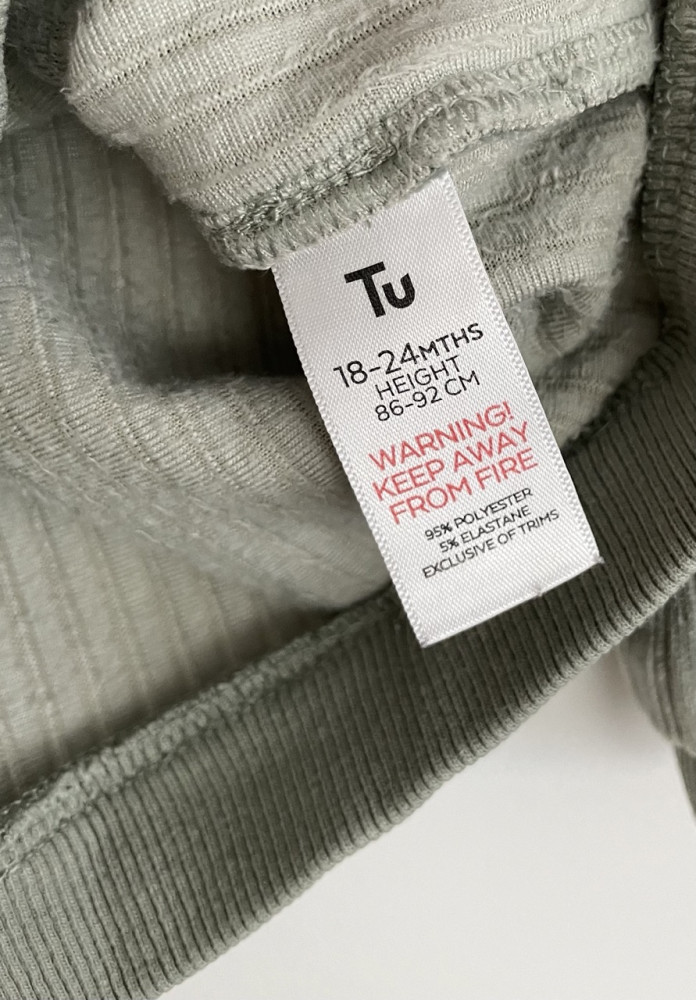 Tu
18-24MTHS
HEIGHT
86-92 CM
WARNING!
KEEP AWAY
FROM FIRE
95% POLYESTER
5% ELASTANE
EXCLUSIVE OF TRIMS